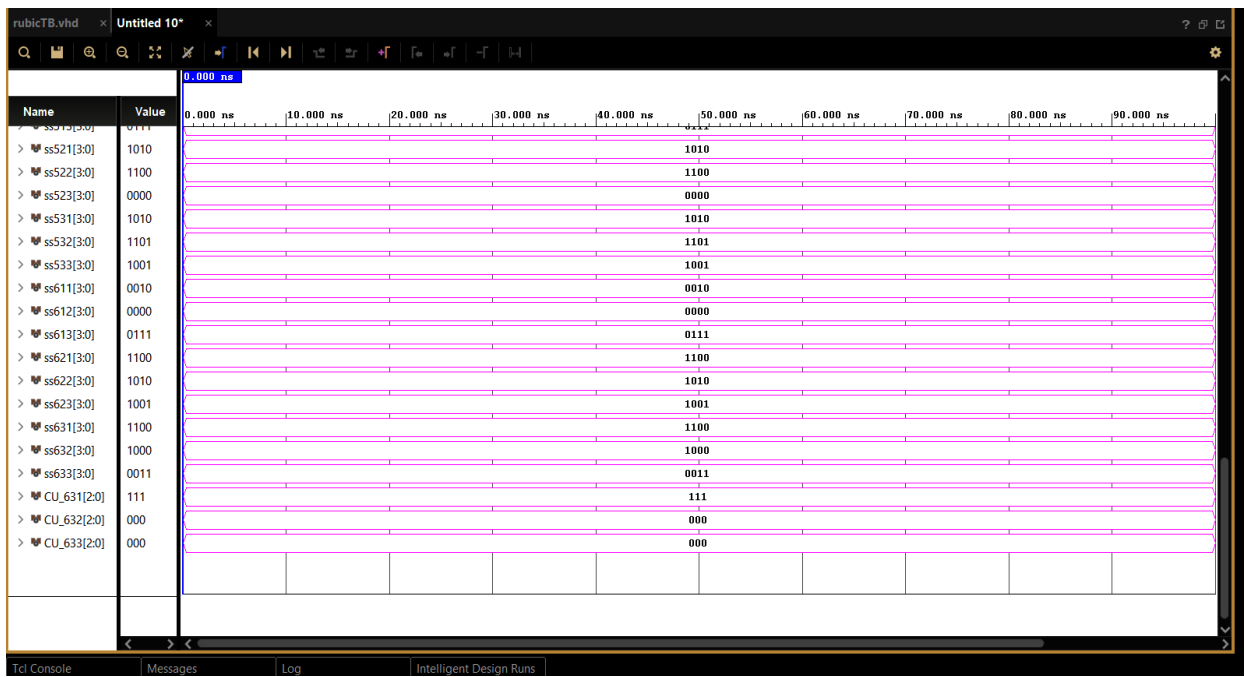 rubicTB.vhd × Untitled 10* × ?
0.000 ns
Name Value 0.000 ns 10.000 ns 20.000 ns 30.000 ns 40.000 ns 50.000 ns 60.000 ns 70.000 ns 80.000 ns 90.000 ns
> ss513[3:0] 0111 0111
> ss521[3:0] 1010 1010
> ss522[3:0] 1100 1100
> ss523[3:0] 0000 0000
> ss531[3:0] 1010 1010
> ss532[3:0] 1101 1101
> ss533[3:0] 1001 1001
> ss611[3:0] 0010 0010
> ss612[3:0] 0000 0000
> ss613[3:0] 0111 0111
> ss621[3:0] 1100 1100
> ss622[3:0] 1010 1010
> ss623[3:0] 1001 1001
> ss631[3:0] 1100 1100
> ss632[3:0] 1000 1000
> ss633[3:0] 0011 0011
> CU_631[2:0] 111 111
> CU_632[2:0] 000 000
> CU_633[2:0] 000 000
Tcl Console Messages Log Intelligent Design Runs